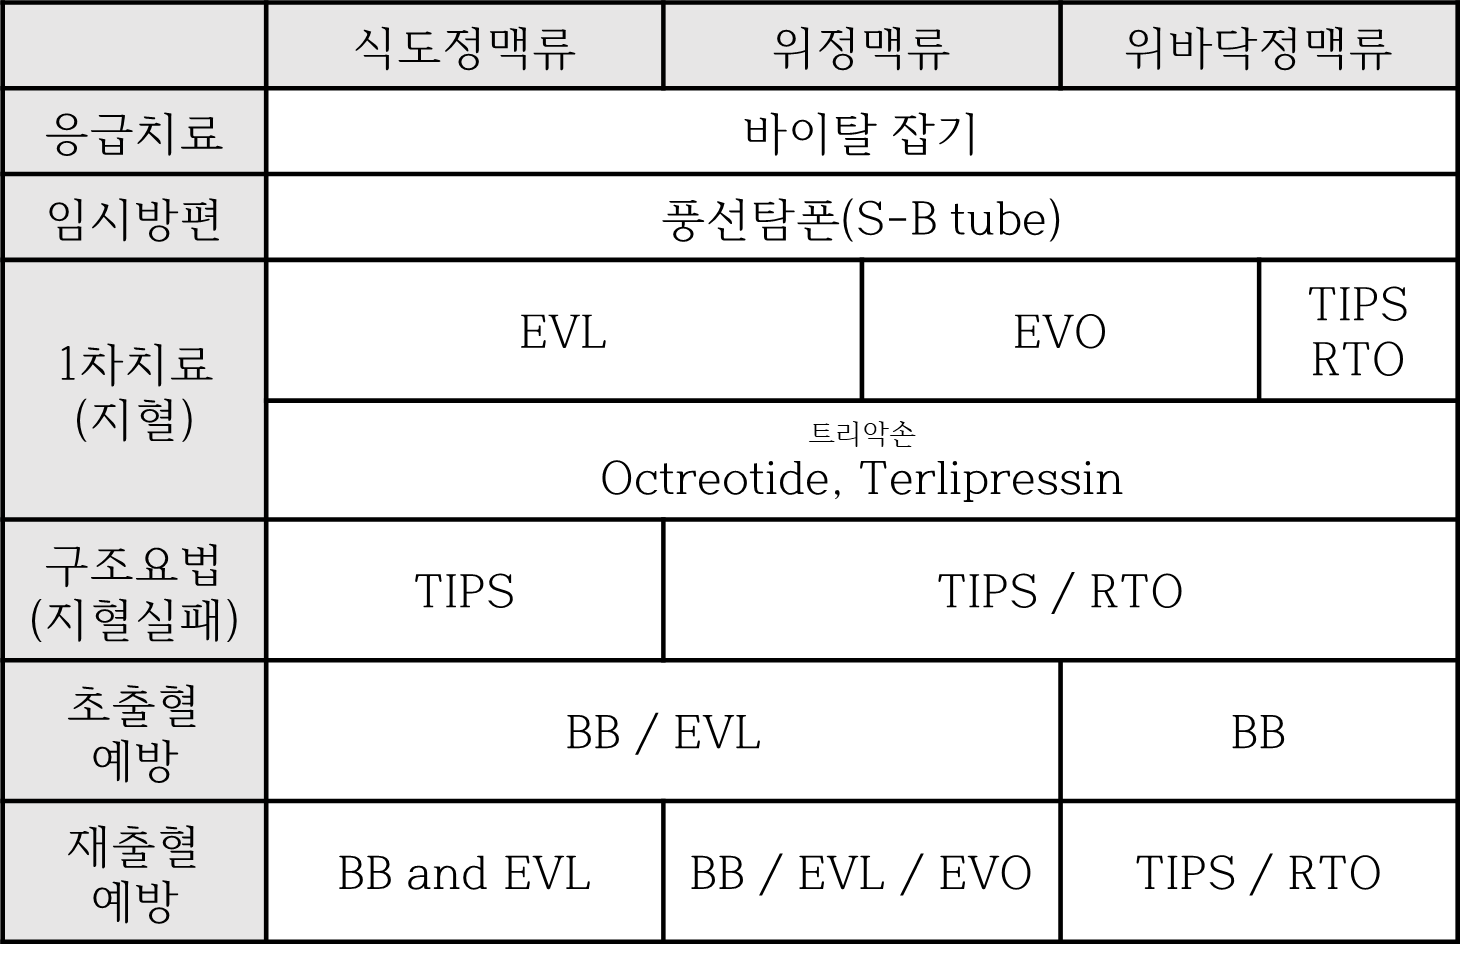 식도정맥류 위정맥류 위바닥정맥류
응급치료 바이탈 잡기
임시방편 풍선탐폰(S-B tube)
1차치료
(지혈)
EVL EVO TIPS
RTO
트리악손
Octreotide, Terlipressin
구조요법
(지혈실패)
TIPS TIPS / RTO
초출혈
예방
BB / EVL BB
재출혈
예방
BB and EVL BB / EVL / EVO TIPS / RTO